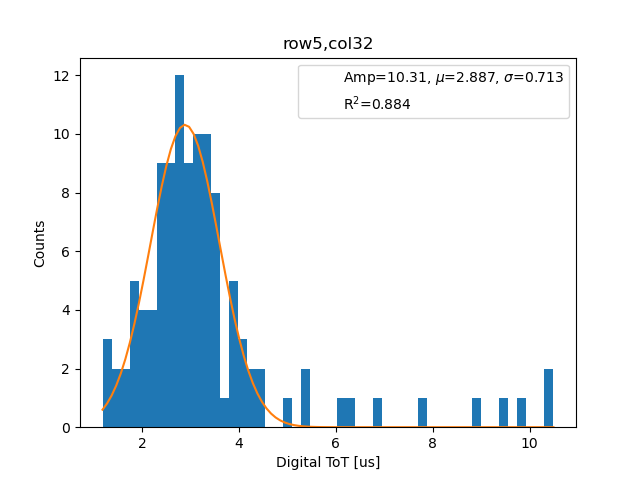 row5,col32
Amp=10.31, μ=2.887, σ=0.713
R²=0.884
12
10
8
6
4
2
0
Counts
2 4 6 8 10
Digital ToT [us]